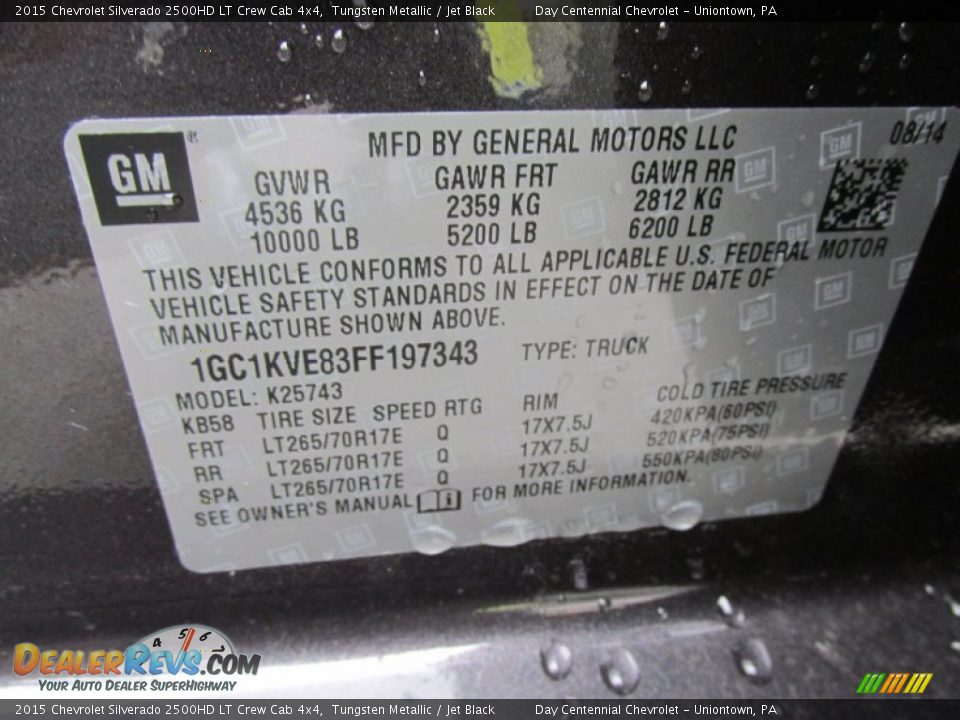 2015 Chevrolet Silverado 2500HD LT Crew Cab 4x4, Tungsten Metallic / Jet Black Day Centennial Chevrolet - Uniontown, PA
GM ® MFD BY GENERAL MOTORS LLC 08/14
GVWR GAWR FRT GAWR RR
4536 KG 2359 KG 2812 KG
10000 LB 5200 LB 6200 LB
THIS VEHICLE CONFORMS TO ALL APPLICABLE U.S. FEDERAL MOTOR
VEHICLE SAFETY STANDARDS IN EFFECT ON THE DATE OF
MANUFACTURE SHOWN ABOVE.
1GC1KVE83FF197343 TYPE: TRUCK
MODEL: K25743
KB58 TIRE SIZE SPEED RTG RIM COLD TIRE PRESSURE
FRT LT265/70R17E Q 17X7.5J 420KPA(60PSI)
RR LT265/70R17E Q 17X7.5J 520KPA(75PSI)
SPA LT265/70R17E Q 17X7.5J 550KPA(80PSI)
SEE OWNER'S MANUAL FOR MORE INFORMATION.
DEALERREVS.COM
YOUR AUTO DEALER SUPERHIGHWAY
2015 Chevrolet Silverado 2500HD LT Crew Cab 4x4, Tungsten Metallic / Jet Black Day Centennial Chevrolet - Uniontown, PA